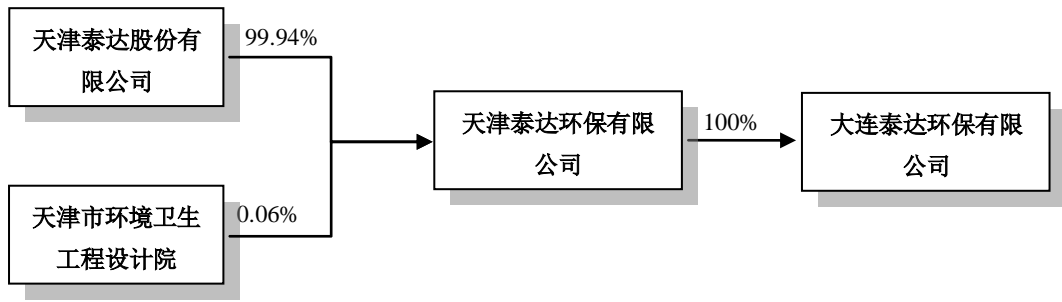 天津泰达股份有
限公司
99.94%
天津市环境卫生
工程设计院
0.06%
天津泰达环保有限
公司
100%
大连泰达环保有限
公司